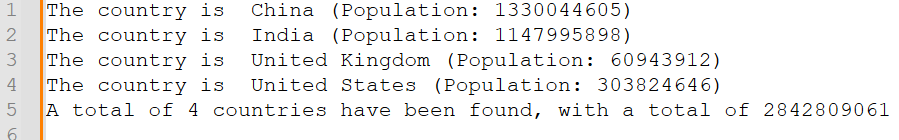 1 The country is  China (Population: 1330044605)
2 The country is  India (Population: 1147995898)
3 The country is  United Kingdom (Population: 60943912)
4 The country is  United States (Population: 303824646)
5 A total of 4 countries have been found, with a total of 2842809061
6